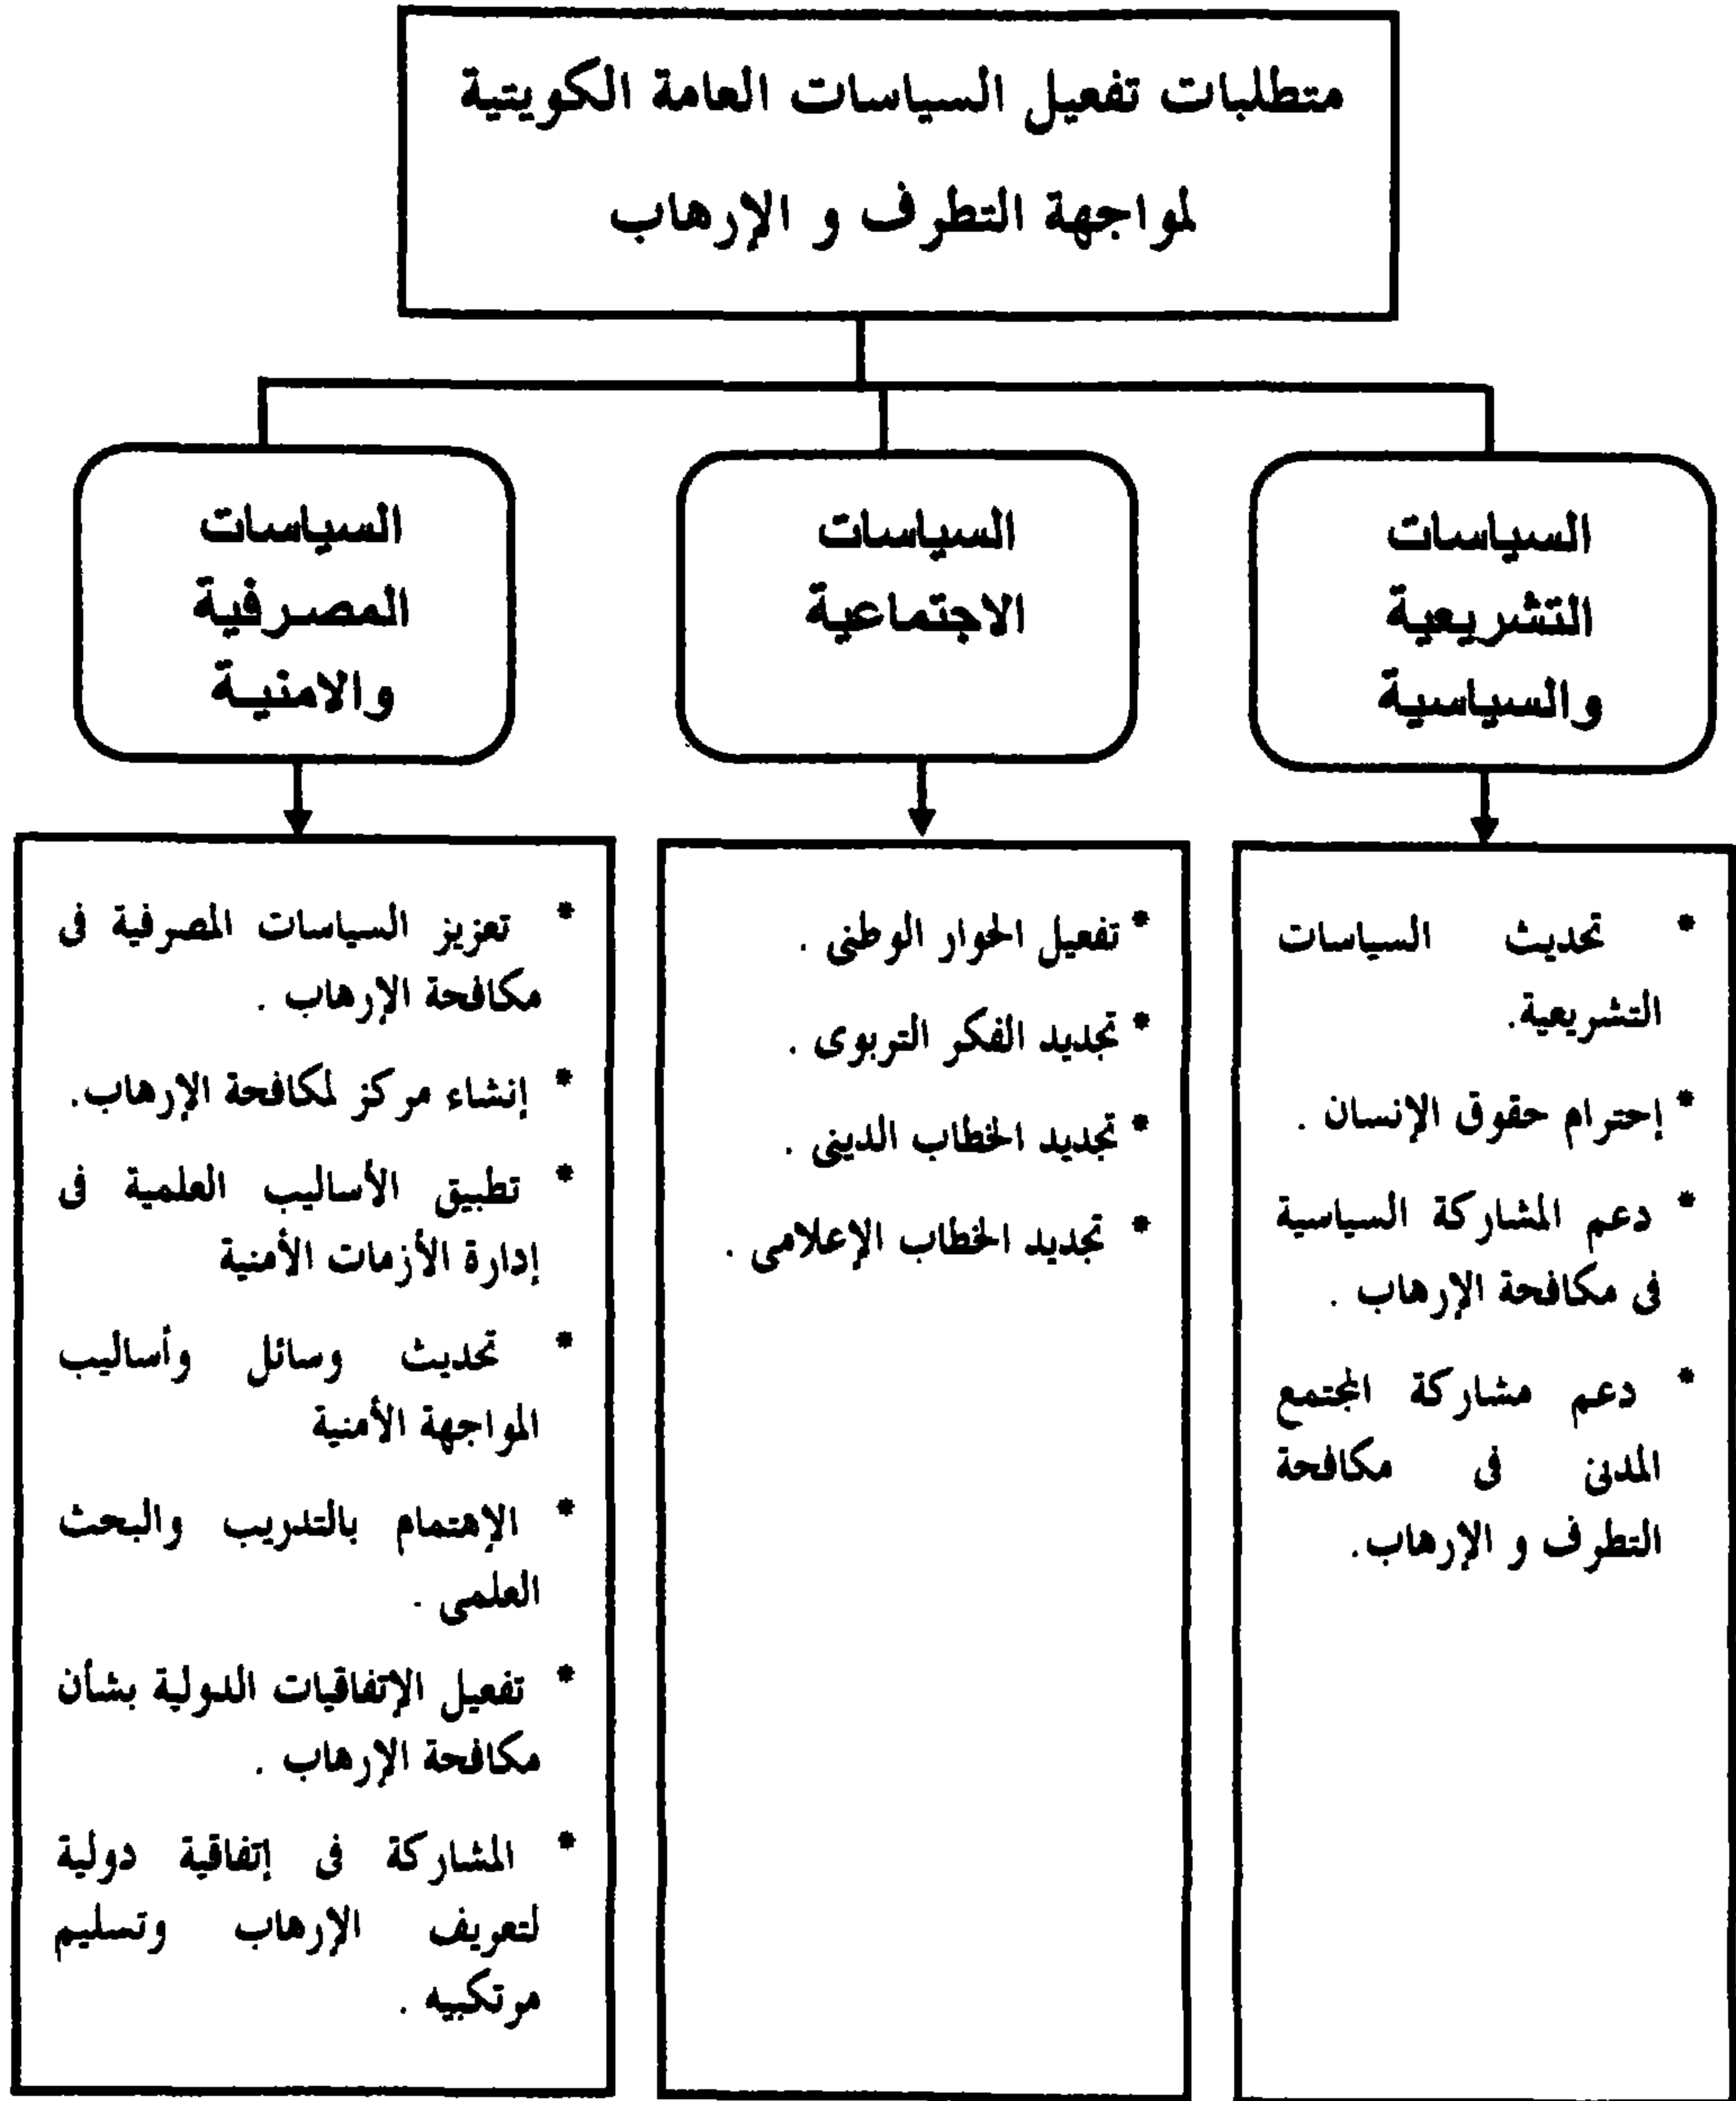 متطلبات تفعيل السياسات العامة الكويتية
لمواجهة التطرف و الإرهاب
السياسات
التشريعية
والسياسية
السياسات
الاجتماعية
السياسات
المصرفية
والامنية
* تحديث السياسات
التشريعية.
* إحترام حقوق الإنسان .
* دعم المشاركة السياسية
فى مكافحة الإرهاب .
* دعم مشاركة المجتمع
المدنى فى مكافحة
التطرف و الإرهاب.
* تفعيل الحوار الوطنى .
* تجديد الفكر التربوى .
* تجديد الخطاب الدينى .
* تجديد الخطاب الإعلامى .
* تعزيز السياسات المصرفية فى
مكافحة الإرهاب .
* إنشاء مركز لمكافحة الإرهاب.
* تطبيق الأساليب العلمية فى
إدارة الأزمات الأمنية
* تحديث وسائل وأساليب
المواجهة الأمنية
* الإهتمام بالتدريب والبحث
العلمى .
* تفعيل الإتفاقيات الدولية بشأن
مكافحة الإرهاب .
* المشاركة فى إتفاقية دولية
لتعريف الإرهاب وتسليم
مرتكبيه .